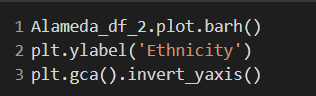 1 Alameda_df_2.plot.barh()
2 plt.ylabel('Ethnicity')
3 plt.gca().invert_yaxis()